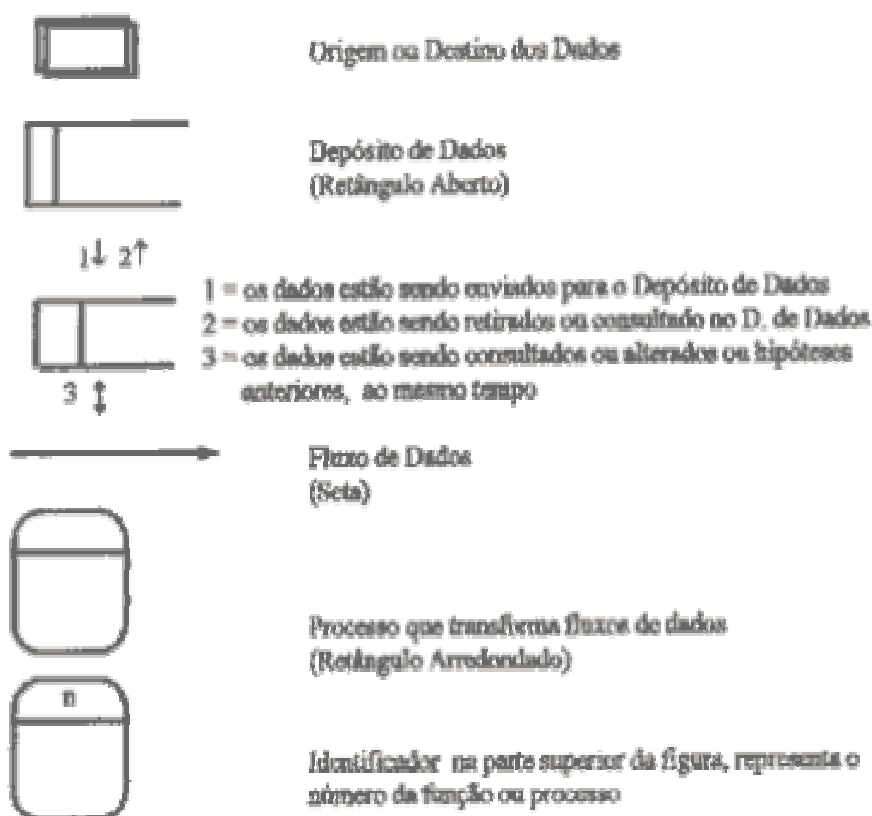 Origem ou Destino dos Dados
Depósito de Dados
(Retângulo Aberto)
1↓ 2↑
1 = os dados estão sendo enviados para o Depósito de Dados
2 = os dados estão sendo retirados ou consultado no D. de Dados
3 = os dados estão sendo consultados ou alterados ou hipóteses
anteriores, ao mesmo tempo
3 ↕
Fluxo de Dados
(Seta)
Processo que transforma fluxos de dados
(Retângulo Arredondado)
n
Identificador na parte superior da figura, representa o
número da função ou processo